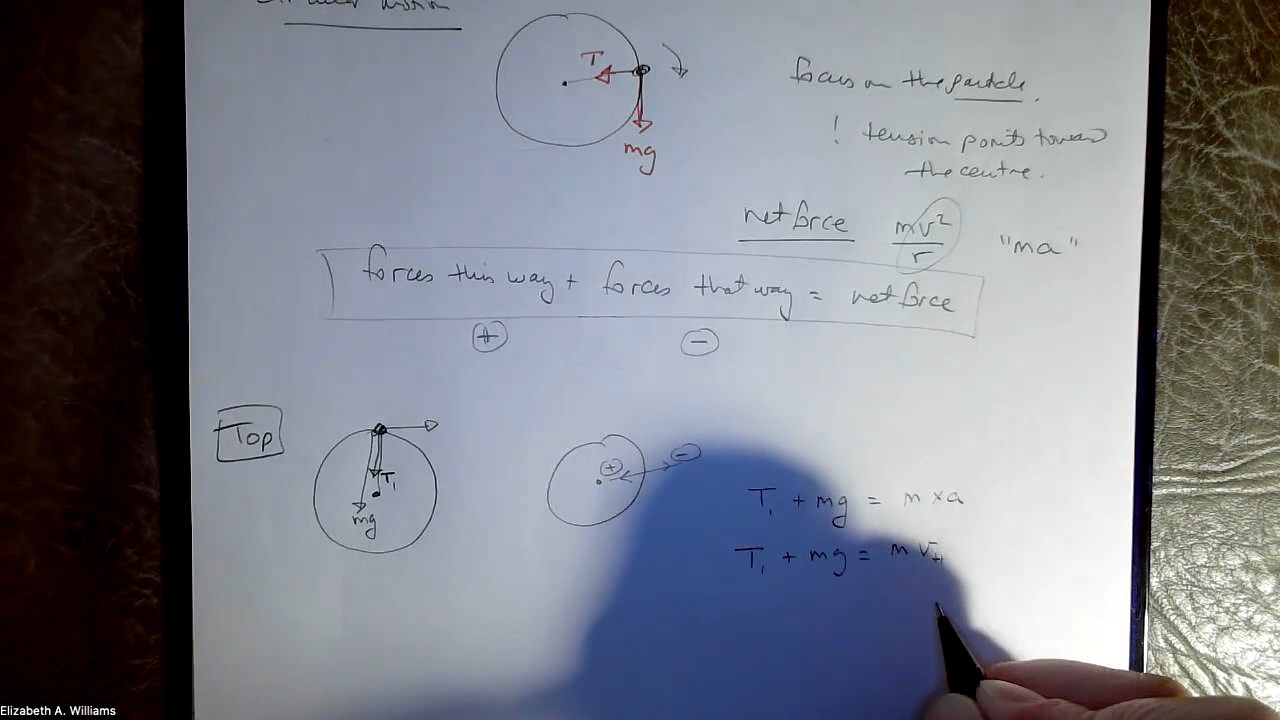 motion
T
mg
focus on the particle.
! tension points toward
the centre.
net force mv²/r "ma"
forces this way + forces that way = net force
+ −
Top
T₁
mg
+ −
T₁ + mg = m × a
T₁ + mg = m v
Elizabeth A. Williams